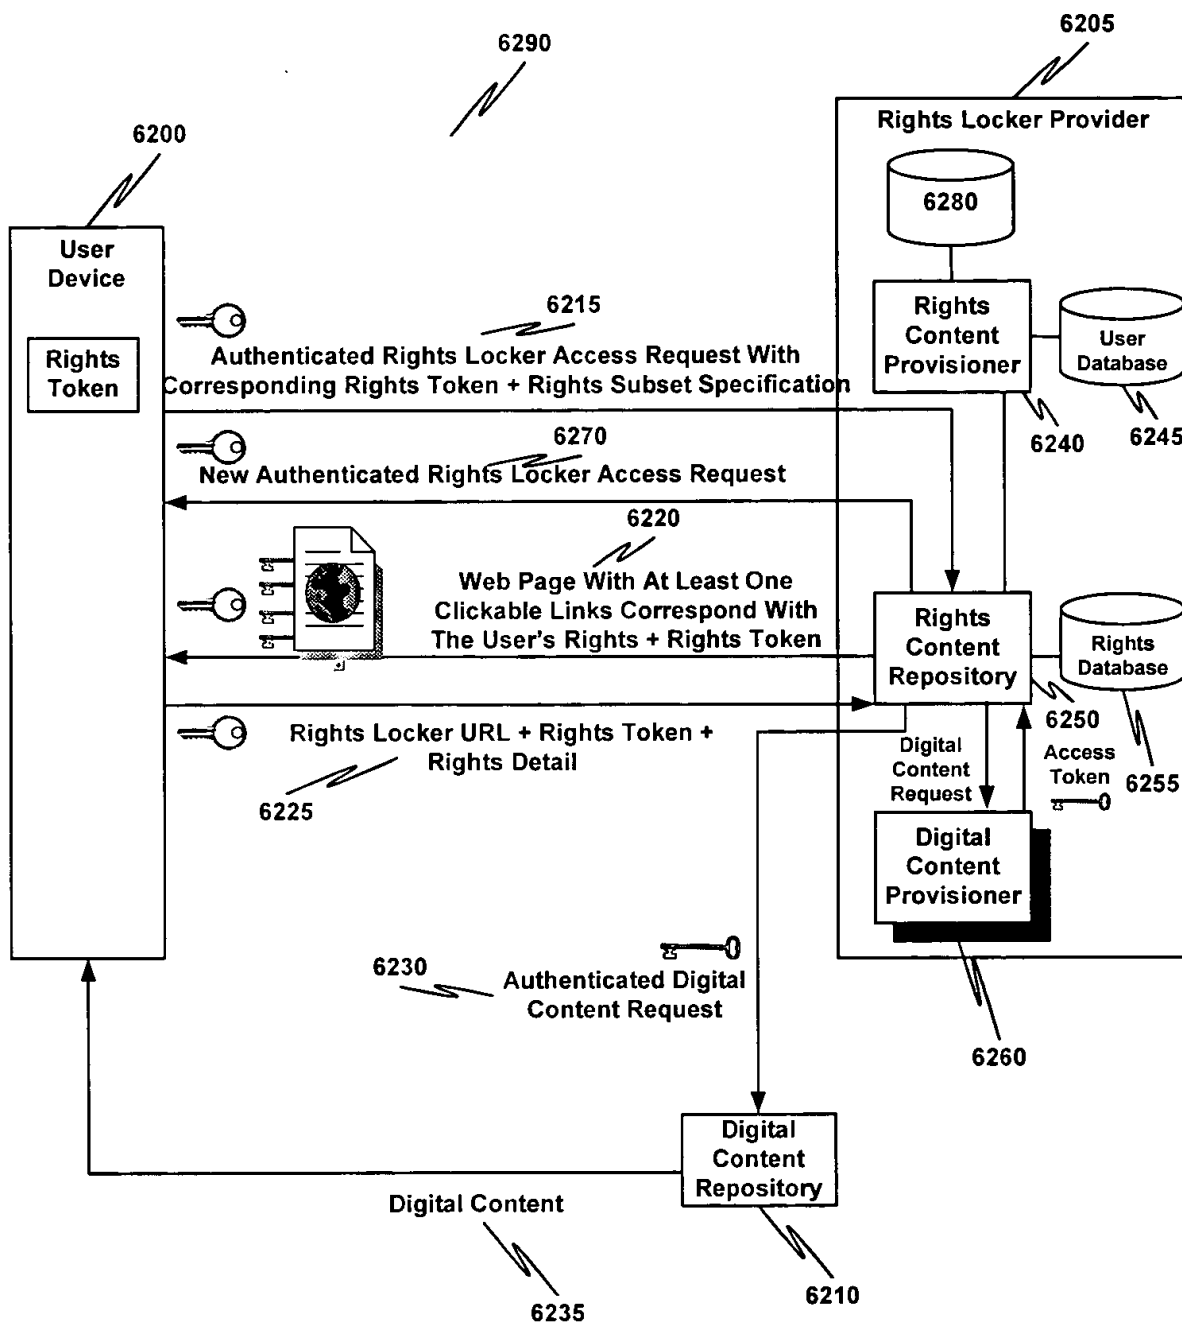 6290
6205
Rights Locker Provider
6200
6280
User
Device
Rights
Token
6215
Authenticated Rights Locker Access Request With
Corresponding Rights Token + Rights Subset Specification
Rights
Content
Provisioner
User
Database
6240
6245
6270
New Authenticated Rights Locker Access Request
6220
Web Page With At Least One
Clickable Links Correspond With
The User's Rights + Rights Token
Rights
Content
Repository
Rights
Database
6250
6255
Rights Locker URL + Rights Token +
Rights Detail
6225
Digital
Content
Request
Access
Token
Digital
Content
Provisioner
6260
6230
Authenticated Digital
Content Request
Digital
Content
Repository
6210
Digital Content
6235